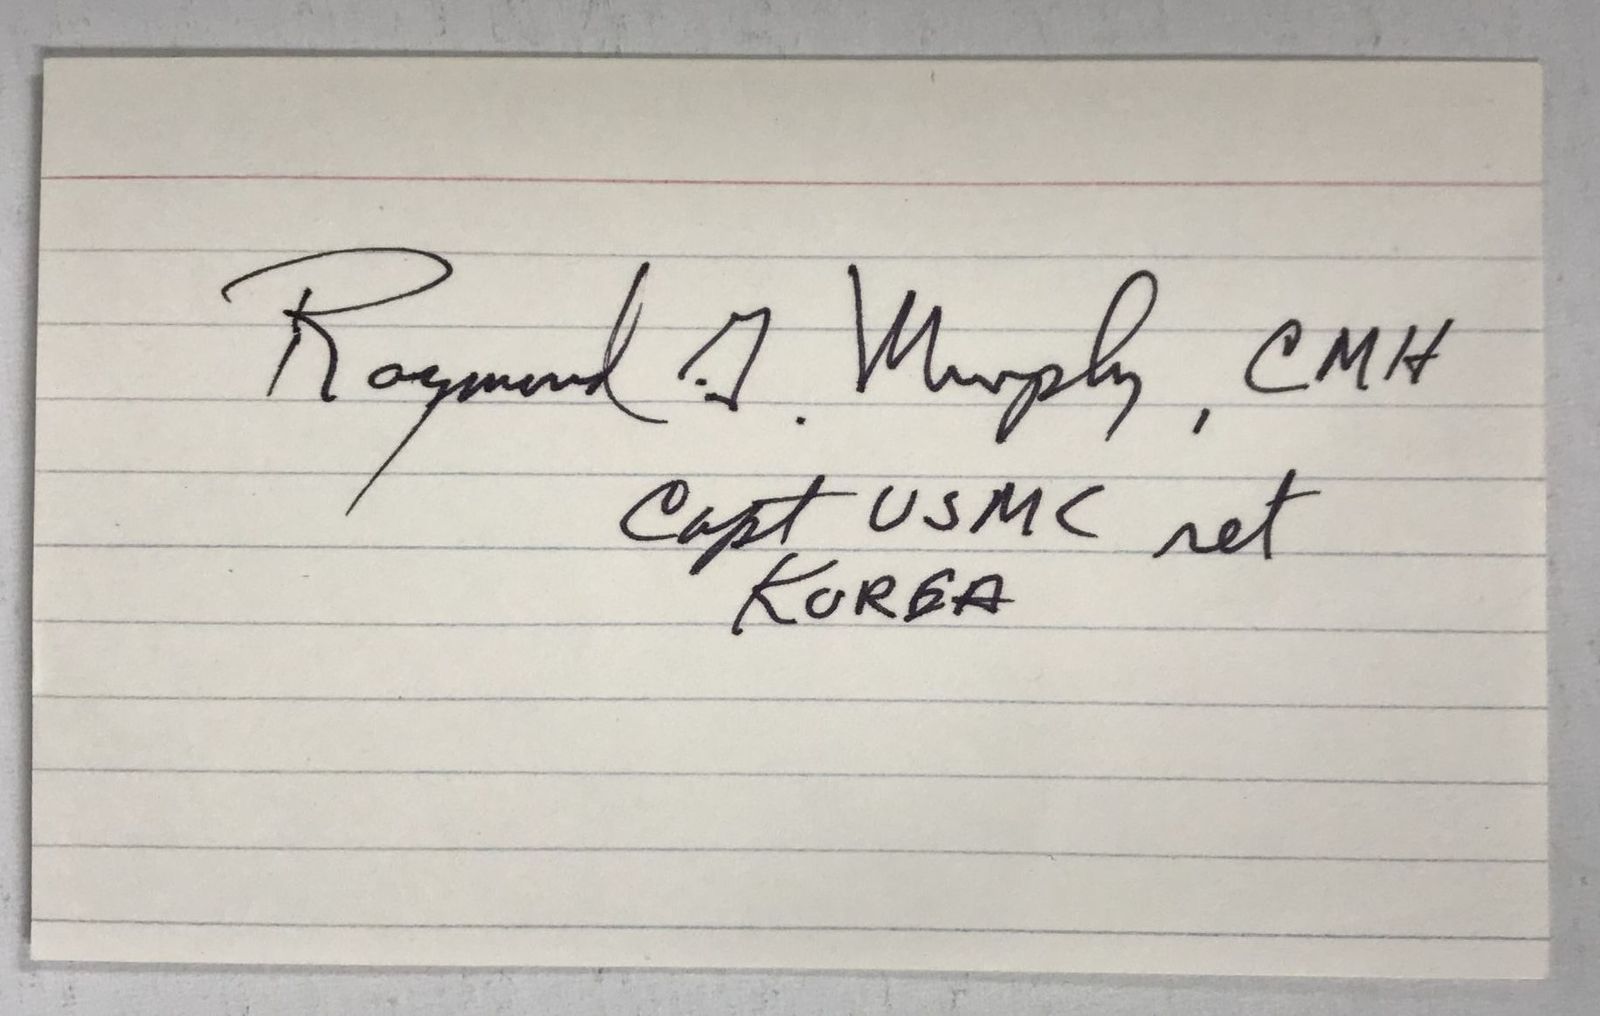 Raymond G. Murphy, CMH
Capt USMC ret
KOREA